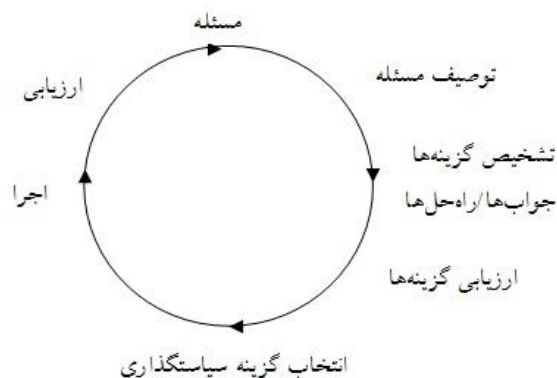 مسئله
توصیف مسئله
تشخیص گزینه‌ها
جواب‌ها/راه‌حل‌ها
ارزیابی گزینه‌ها
انتخاب گزینه سیاستگذاری
اجرا
ارزیابی